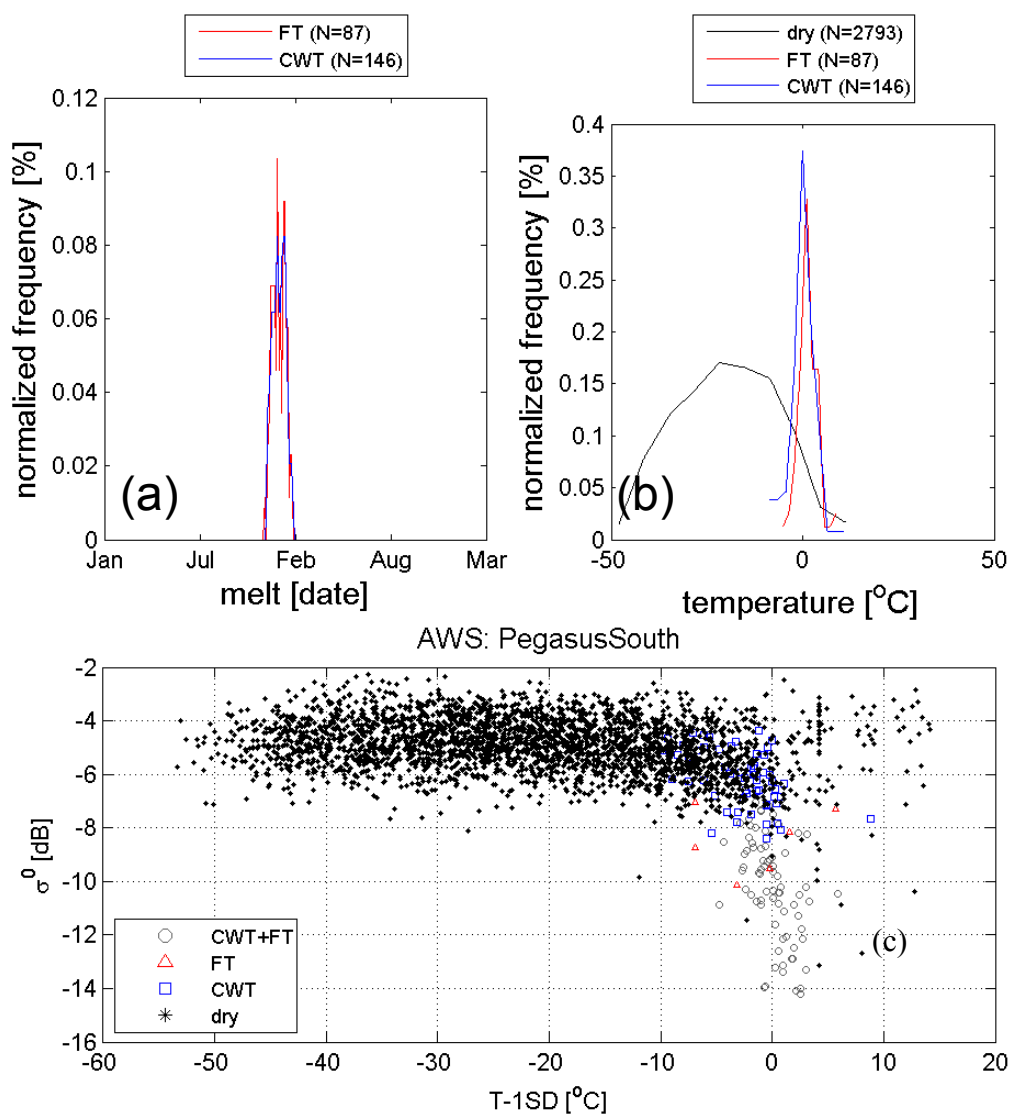 FT (N=87)
CWT (N=146)
0.12
0.1
0.08
0.06
0.04
0.02
0
normalized frequency [%]
(a)
Jan Jul Feb Aug Mar
melt [date]
dry (N=2793)
FT (N=87)
CWT (N=146)
0.4
0.35
0.3
0.25
0.2
0.15
0.1
0.05
0
normalized frequency [%]
(b)
-50 0 50
temperature [°C]
AWS: PegasusSouth
-2
-4
-6
-8
-10
-12
-14
-16
σ⁰ [dB]
(c)
CWT+FT
FT
CWT
dry
-60 -50 -40 -30 -20 -10 0 10 20
T-1SD [°C]